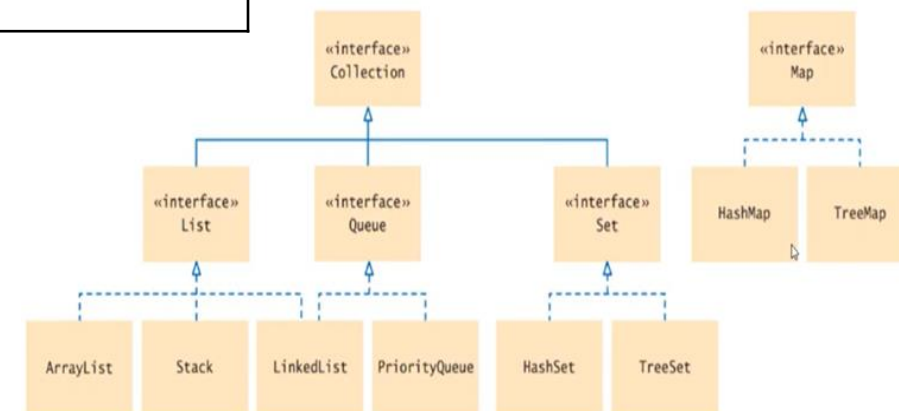 «interface»
Collection
«interface»
Map
«interface»
List
«interface»
Queue
«interface»
Set
HashMap
TreeMap
ArrayList
Stack
LinkedList
PriorityQueue
HashSet
TreeSet